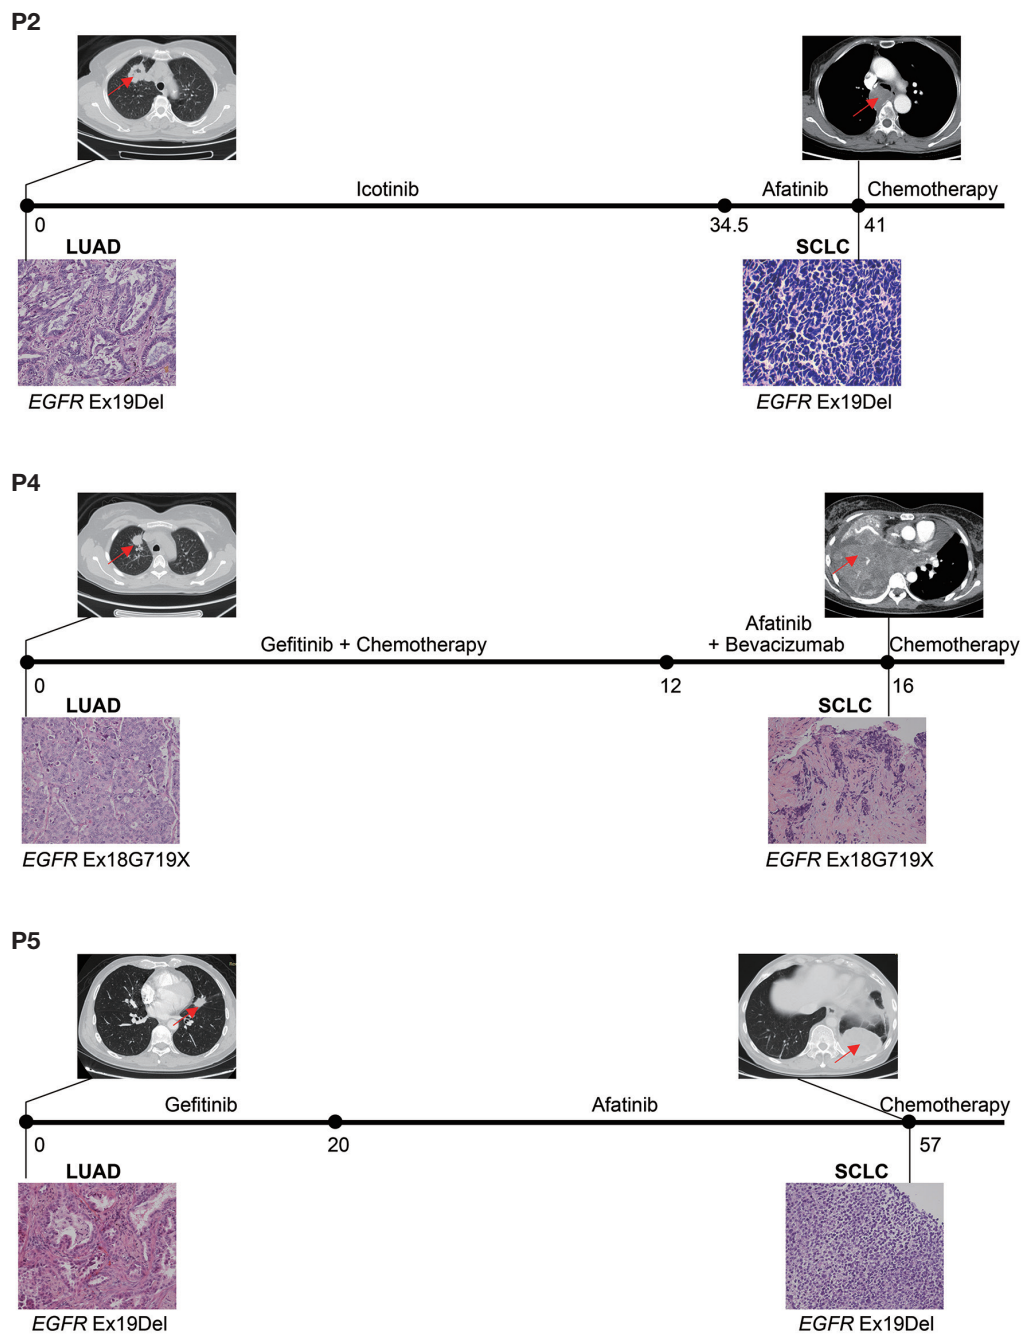 P2
Icotinib
Afatinib
Chemotherapy
0
34.5
41
LUAD
SCLC
EGFR Ex19Del
EGFR Ex19Del
P4
Gefitinib + Chemotherapy
Afatinib
+ Bevacizumab
Chemotherapy
0
12
16
LUAD
SCLC
EGFR Ex18G719X
EGFR Ex18G719X
P5
Gefitinib
Afatinib
Chemotherapy
0
20
57
LUAD
SCLC
EGFR Ex19Del
EGFR Ex19Del